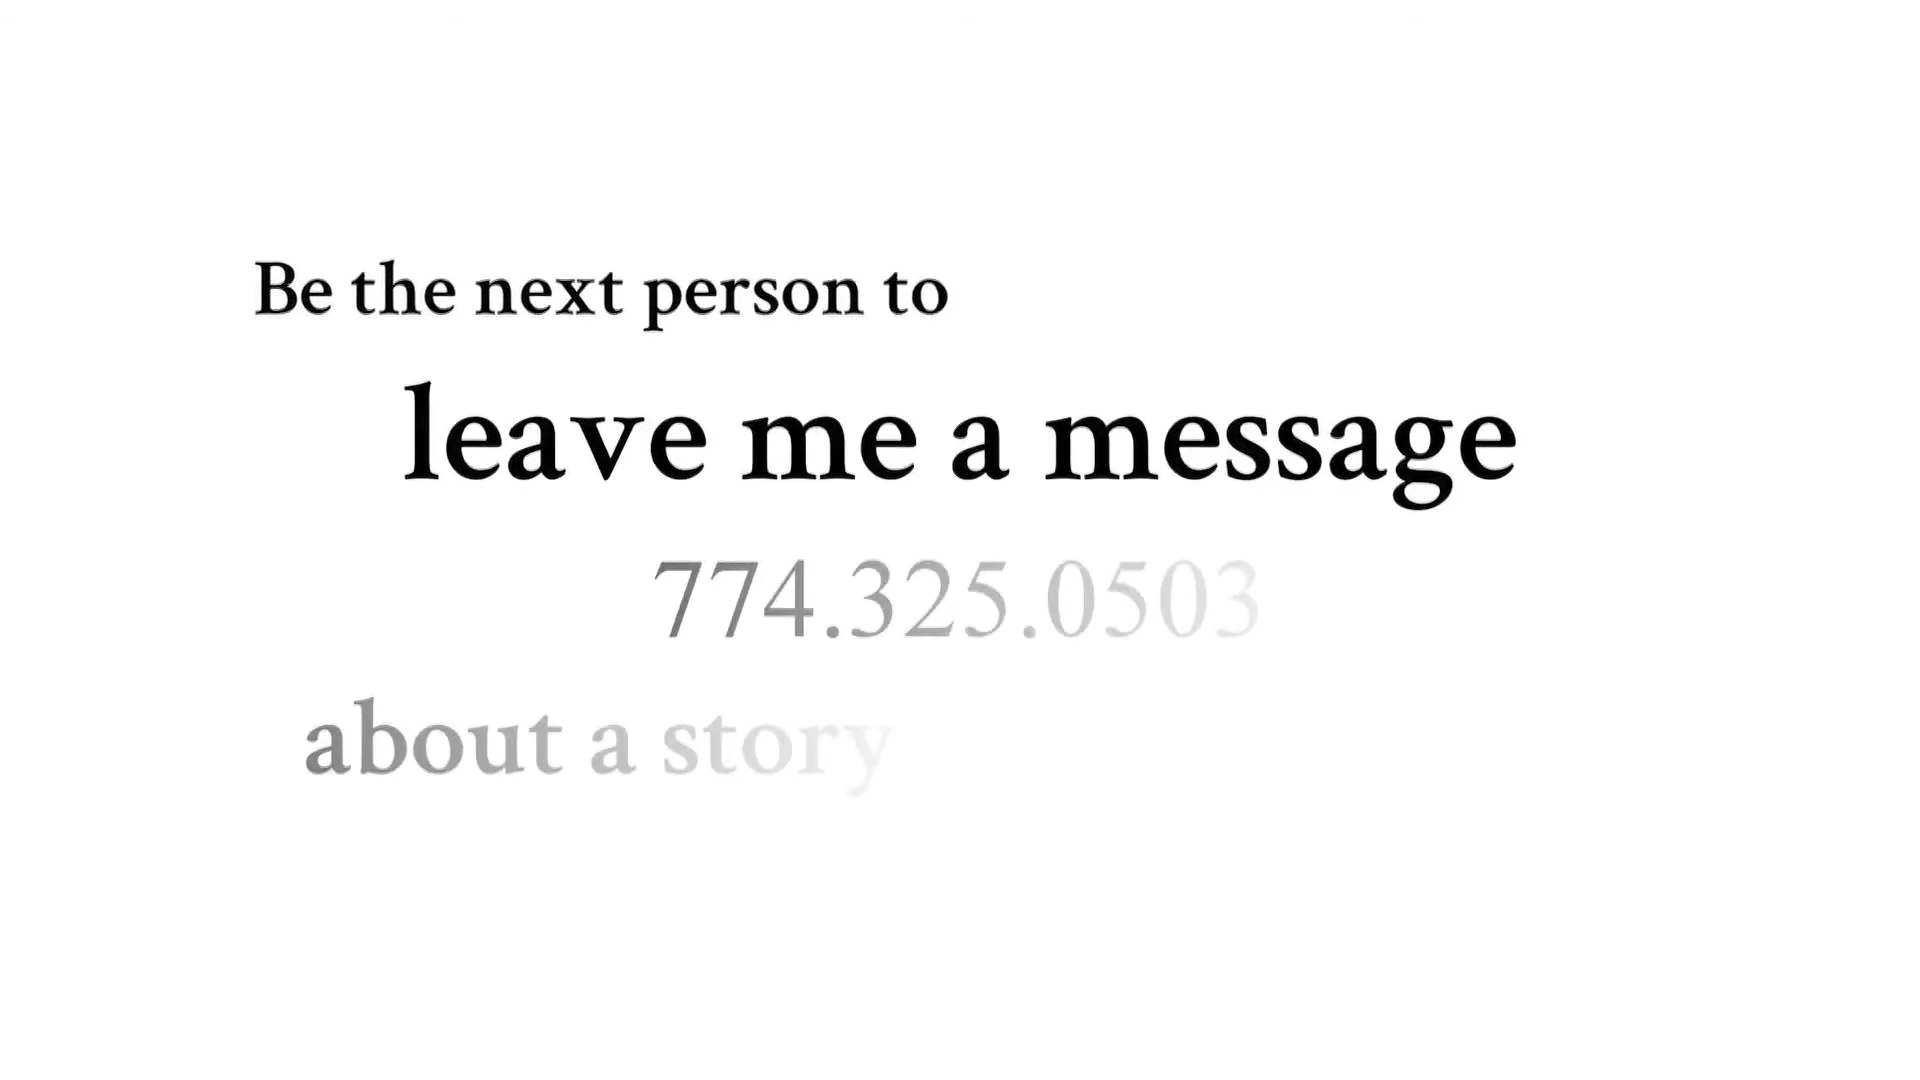 Be the next person to
leave me a message
774.325.0503
about a story